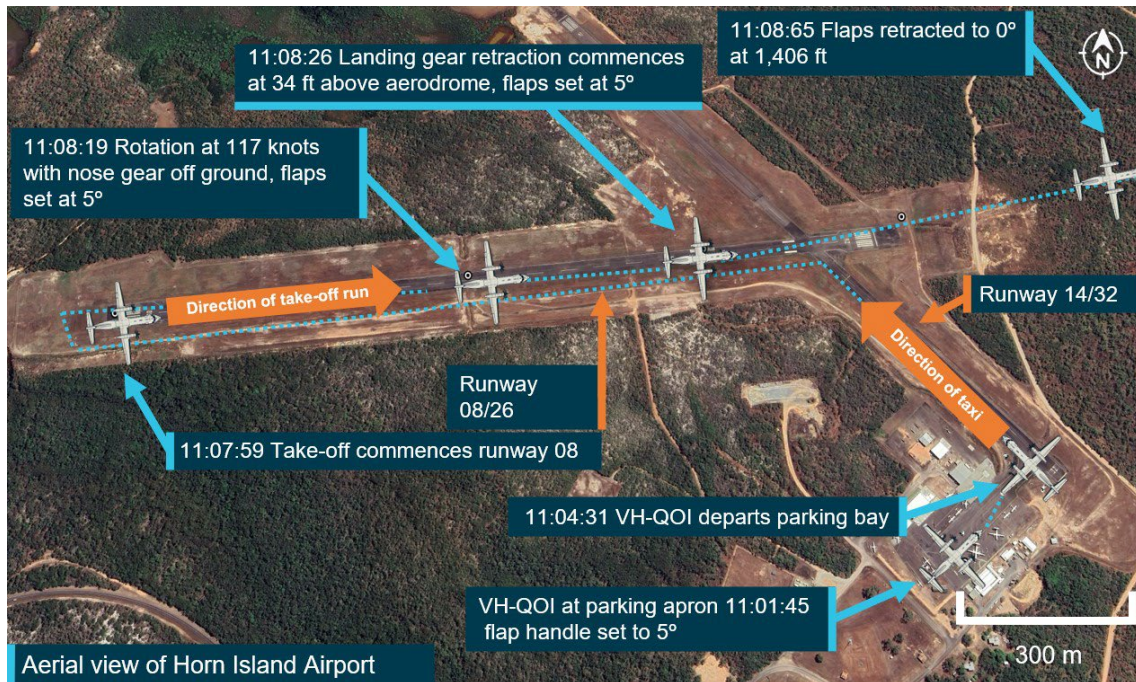 11:08:65 Flaps retracted to 0º
at 1,406 ft
N
11:08:26 Landing gear retraction commences
at 34 ft above aerodrome, flaps set at 5º
11:08:19 Rotation at 117 knots
with nose gear off ground, flaps
set at 5º
Direction of take-off run
Runway 14/32
Runway
08/26
Direction of taxi
11:07:59 Take-off commences runway 08
11:04:31 VH-QOI departs parking bay
VH-QOI at parking apron 11:01:45
flap handle set to 5º
300 m
Aerial view of Horn Island Airport